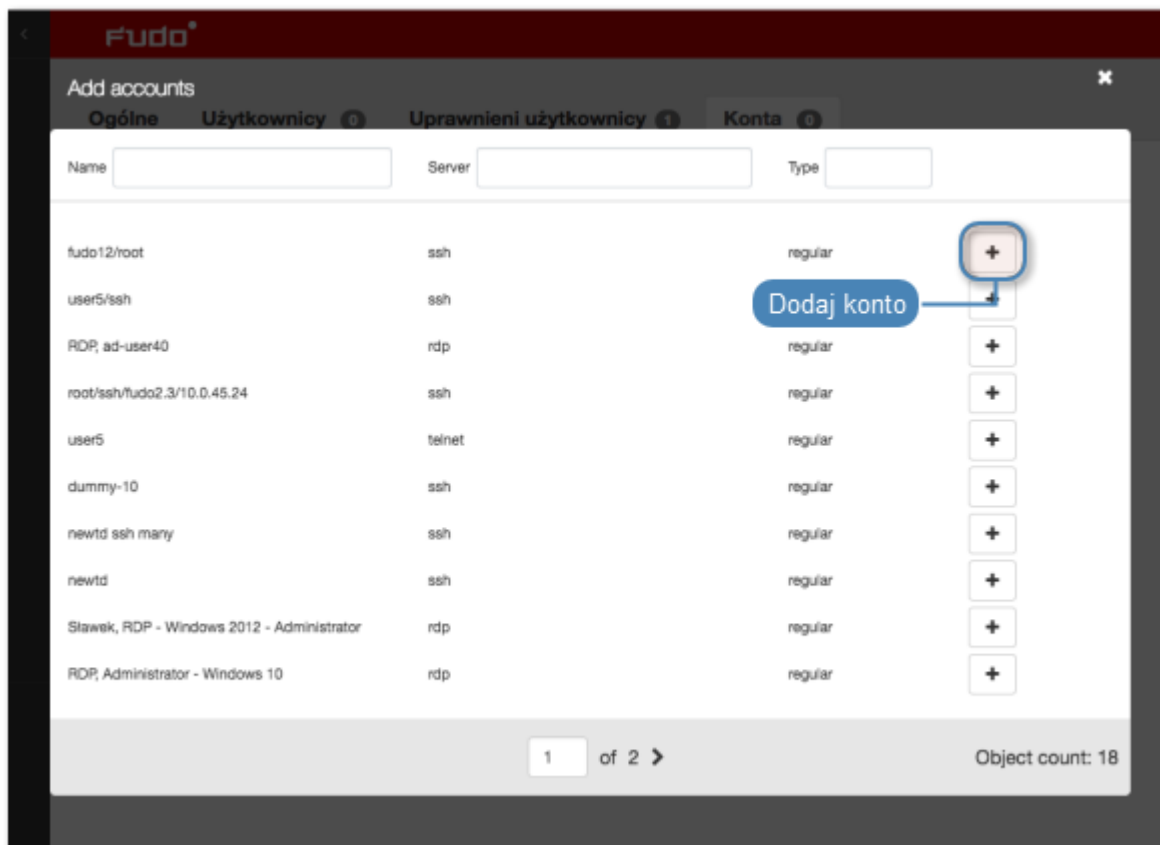 Fudo
Add accounts
Ogólne Użytkownicy 0 Uprawnieni użytkownicy 1 Konta 0
Name Server Type
fudo12/root ssh regular
user5/ssh ssh
Dodaj konto
RDP, ad-user40 rdp regular
root/ssh/fudo2.3/10.0.45.24 ssh regular
user5 telnet regular
dummy-10 ssh regular
newtd ssh many ssh regular
newtd ssh regular
Sławek, RDP - Windows 2012 - Administrator rdp regular
RDP, Administrator - Windows 10 rdp regular
1 of 2
Object count: 18